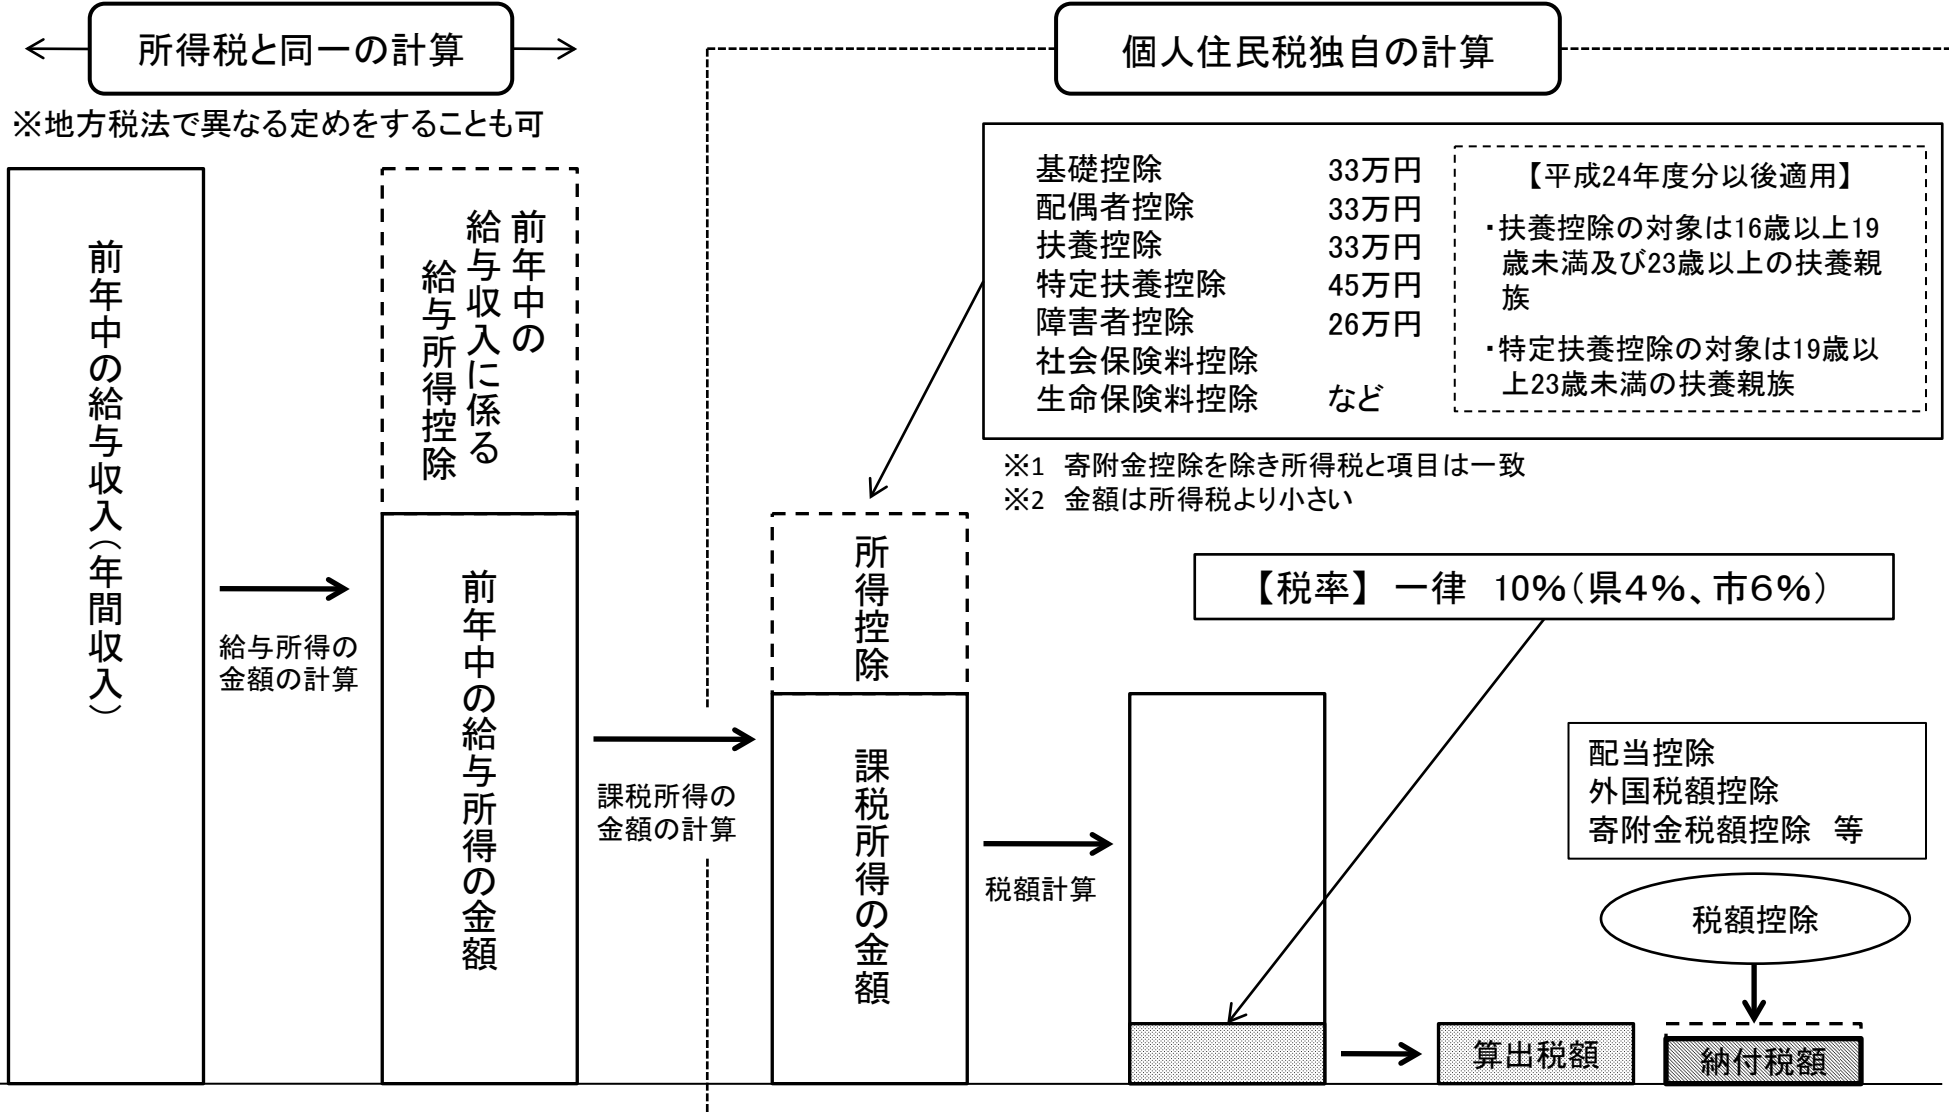 所得税と同一の計算
※地方税法で異なる定めをすることも可
個人住民税独自の計算
前年中の給与収入（年間収入）
給与所得の
金額の計算
前年中の
給与収入に係る
給与所得控除
前年中の給与所得の金額
課税所得の
金額の計算
基礎控除 33万円
配偶者控除 33万円
扶養控除 33万円
特定扶養控除 45万円
障害者控除 26万円
社会保険料控除
生命保険料控除 など
【平成24年度分以後適用】
・扶養控除の対象は16歳以上19
歳未満及び23歳以上の扶養親
族
・特定扶養控除の対象は19歳以
上23歳未満の扶養親族
※1 寄附金控除を除き所得税と項目は一致
※2 金額は所得税より小さい
所得控除
課税所得の金額
税額計算
【税率】 一律 10%（県４％、市６％）
配当控除
外国税額控除
寄附金税額控除 等
税額控除
算出税額
納付税額